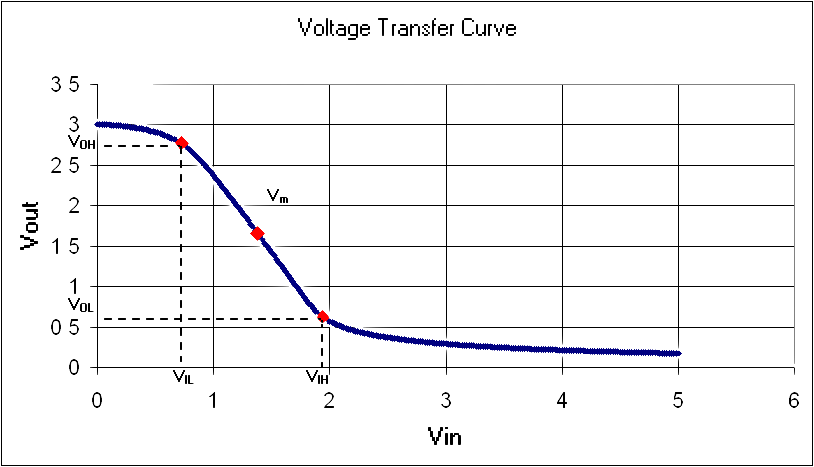 Voltage Transfer Curve
3 5
3
VOH
2 5
Vm
2
Vout
1 5
1
VOL
0 5
0
VIL VIH
0 1 2 3 4 5 6
Vin